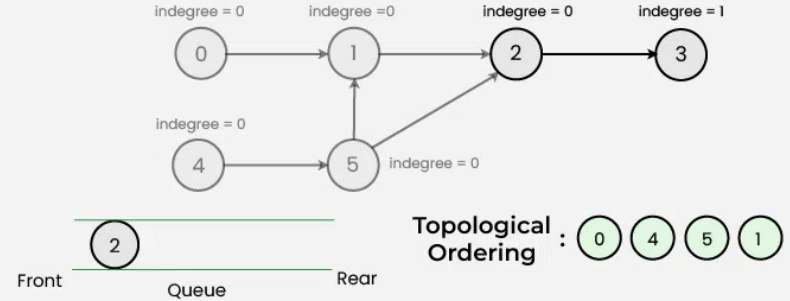 indegree = 0
indegree =0
indegree = 0
indegree = 1
0
1
2
3
indegree = 0
4
5
indegree = 0
2
Front
Queue
Rear
Topological
Ordering :
0
4
5
1